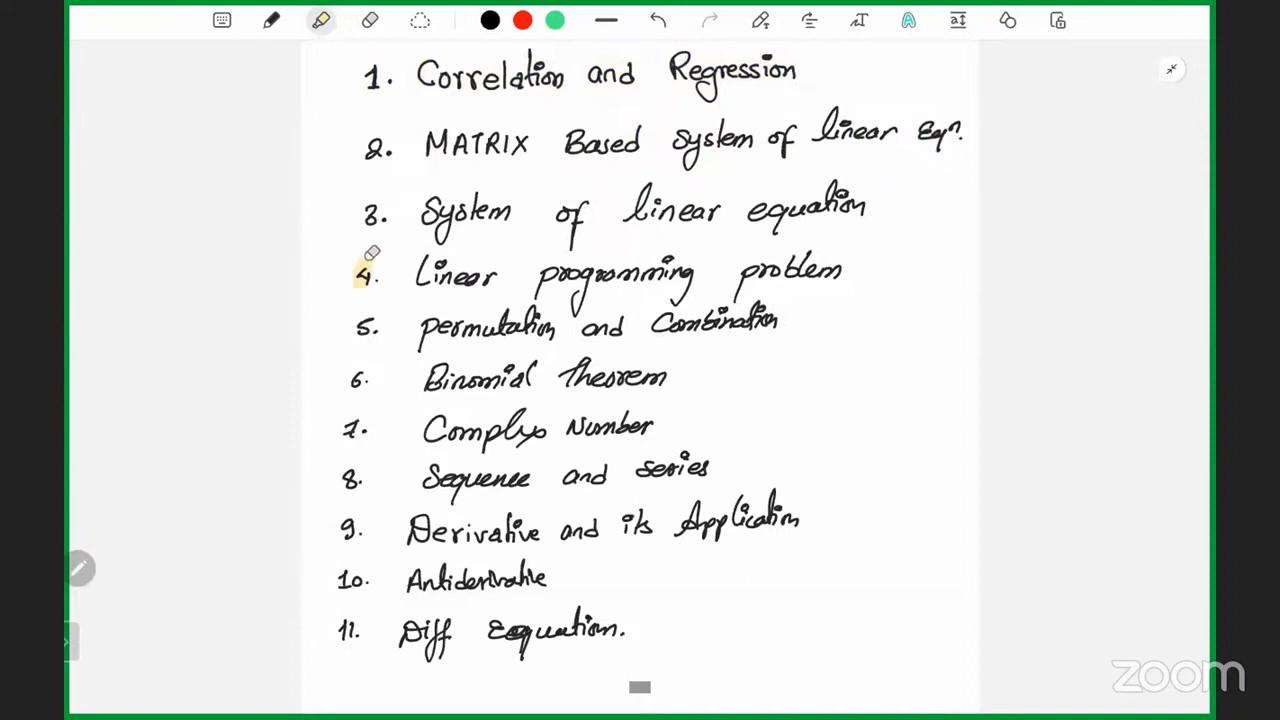 1. Correlation and Regression
2. MATRIX Based System of linear Eqn.
3. System of linear equation
4. Linear programming problem
5. permutation and Combination
6. Binomial theorem
7. Complex Number
8. Sequence and series
9. Derivative and its Application
10. Antiderivative
11. Diff Equation.
zoom